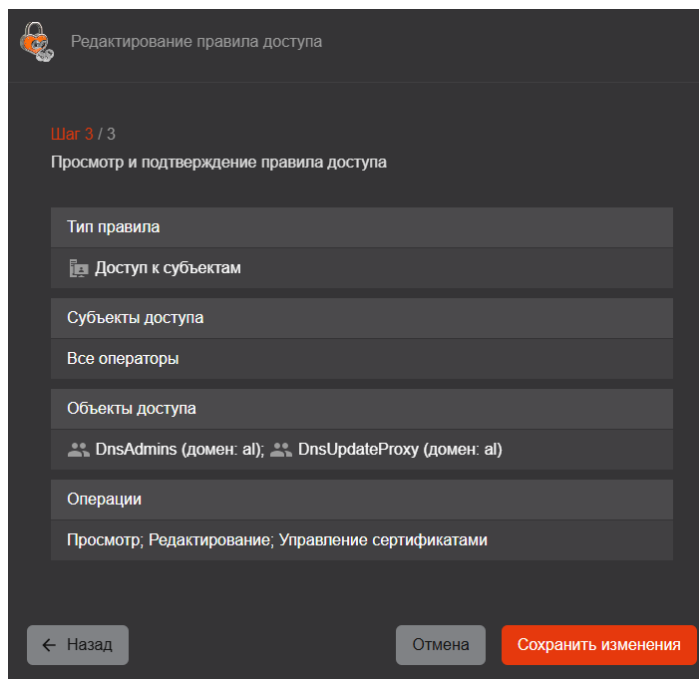 Редактирование правила доступа
Шаг 3 / 3
Просмотр и подтверждение правила доступа
Тип правила
Доступ к субъектам
Субъекты доступа
Все операторы
Объекты доступа
DnsAdmins (домен: al); DnsUpdateProxy (домен: al)
Операции
Просмотр; Редактирование; Управление сертификатами
← Назад
Отмена
Сохранить изменения